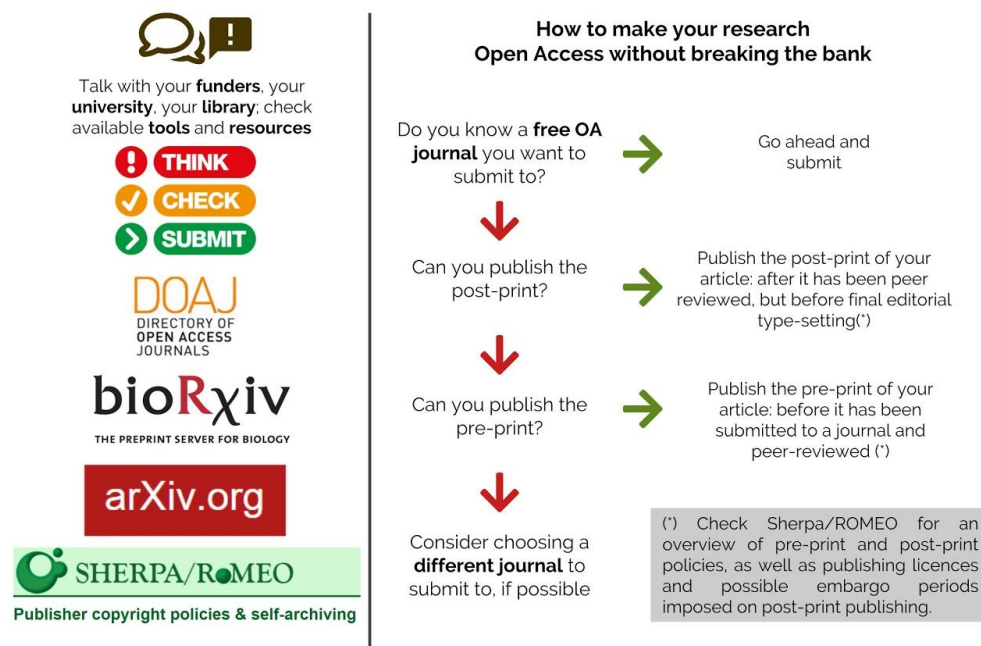 !
Talk with your funders, your
university, your library; check
available tools and resources
! THINK
CHECK
SUBMIT
DOAJ
DIRECTORY OF
OPEN ACCESS
JOURNALS
bioRχiv
THE PREPRINT SERVER FOR BIOLOGY
arXiv.org
SHERPA/RoMEO
Publisher copyright policies & self-archiving
How to make your research
Open Access without breaking the bank
Do you know a free OA
journal you want to
submit to?
Go ahead and
submit
Can you publish the
post-print?
Publish the post-print of your
article: after it has been peer
reviewed, but before final editorial
type-setting(*)
Can you publish the
pre-print?
Publish the pre-print of your
article: before it has been
submitted to a journal and
peer-reviewed (*)
Consider choosing a
different journal to
submit to, if possible
(*) Check Sherpa/ROMEO for an
overview of pre-print and post-print
policies, as well as publishing licences
and possible embargo periods
imposed on post-print publishing.